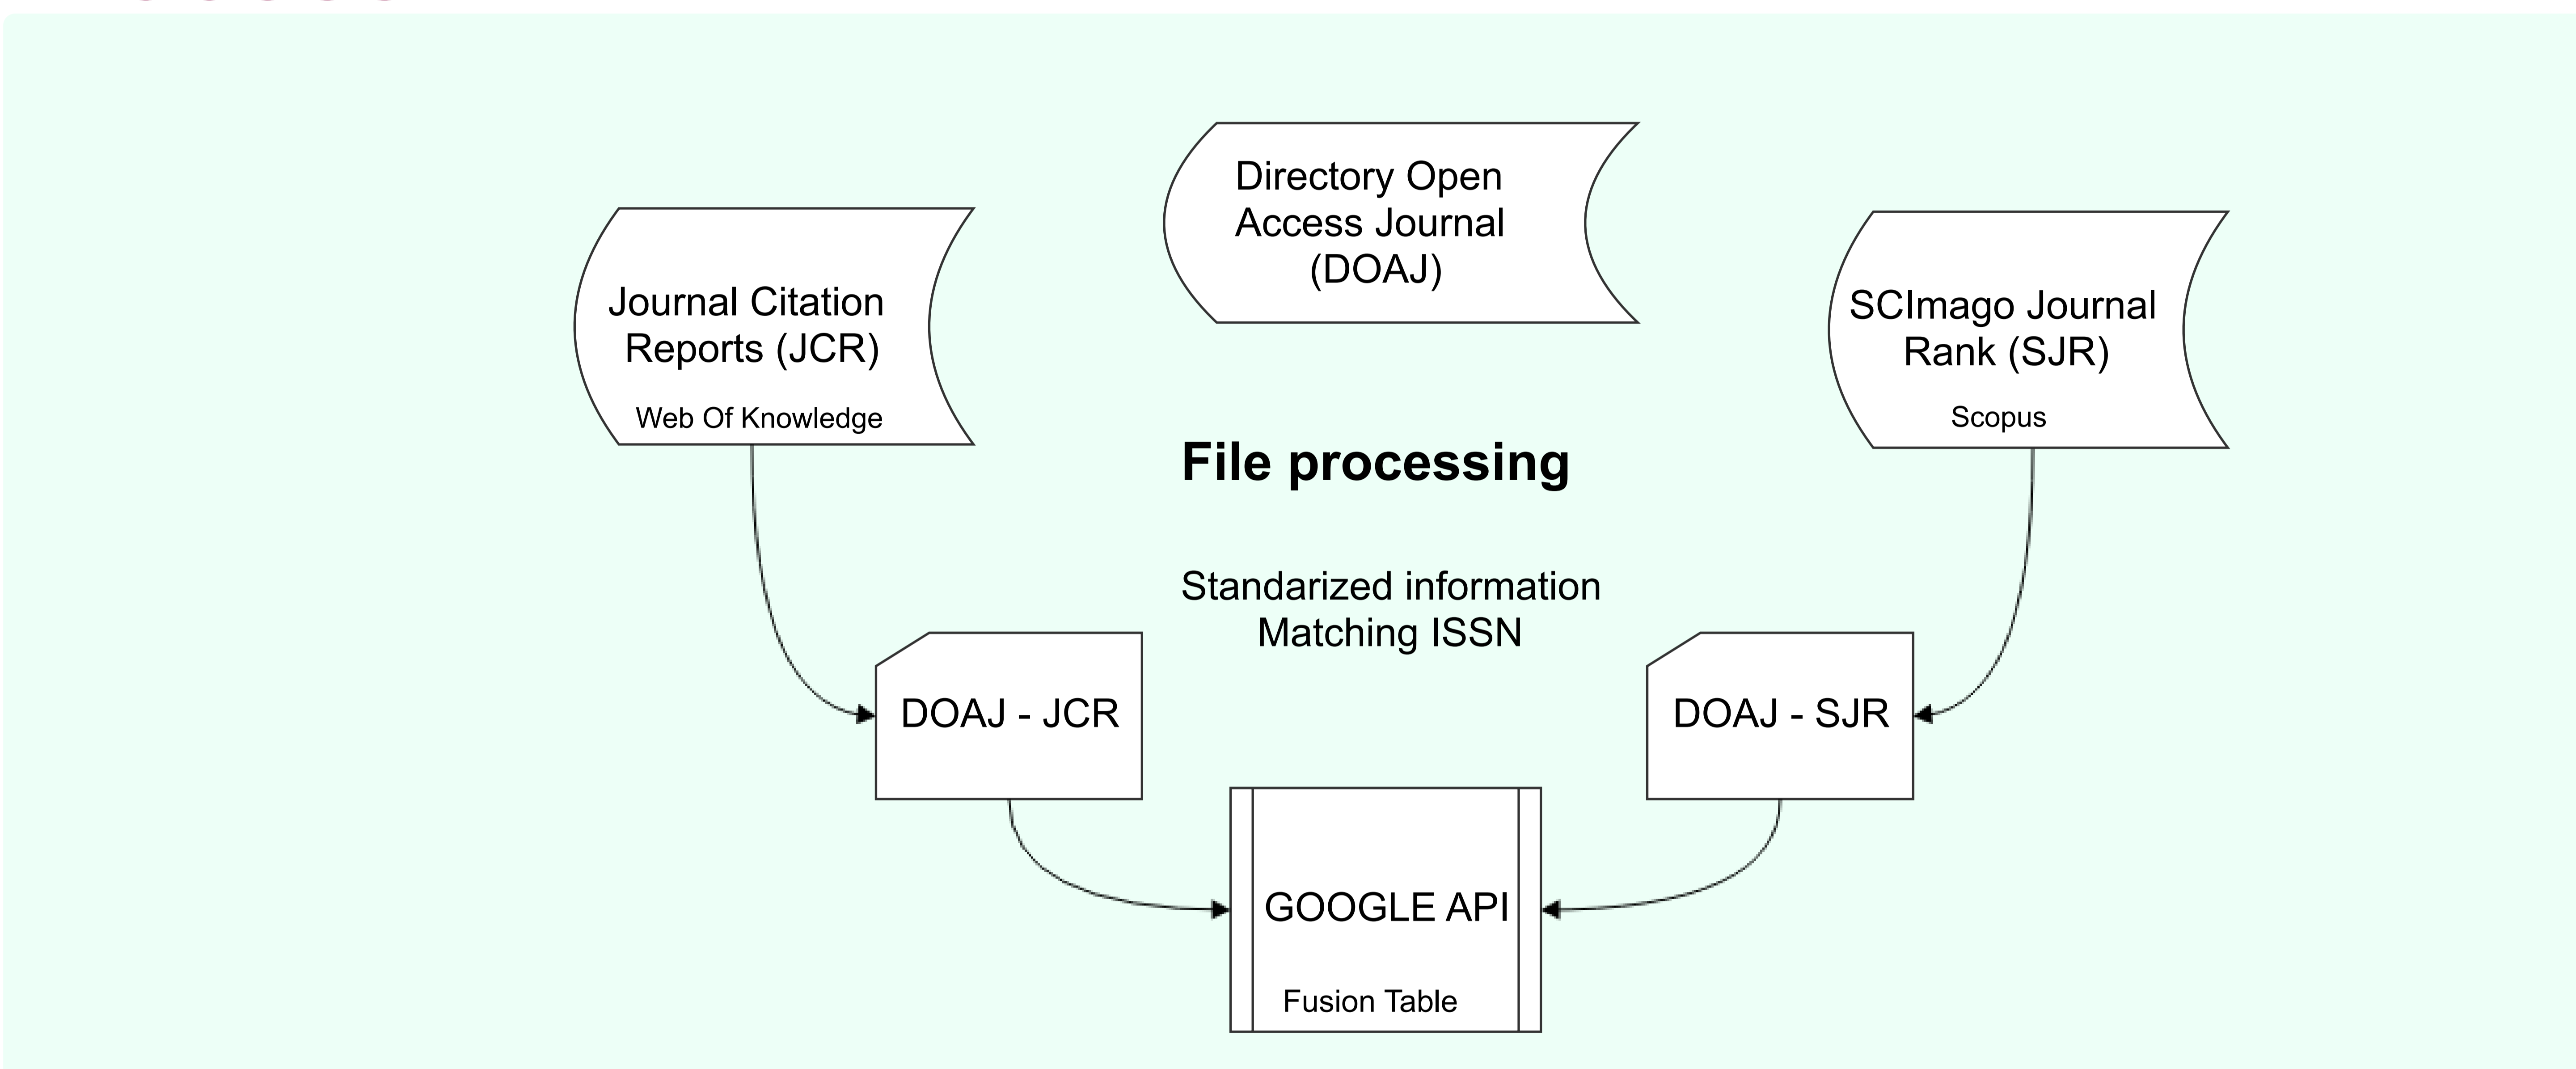 Directory Open
Access Journal
(DOAJ)
Journal Citation
Reports (JCR)
Web Of Knowledge
SCImago Journal
Rank (SJR)
Scopus
File processing
Standarized information
Matching ISSN
DOAJ - JCR
DOAJ - SJR
GOOGLE API
Fusion Table